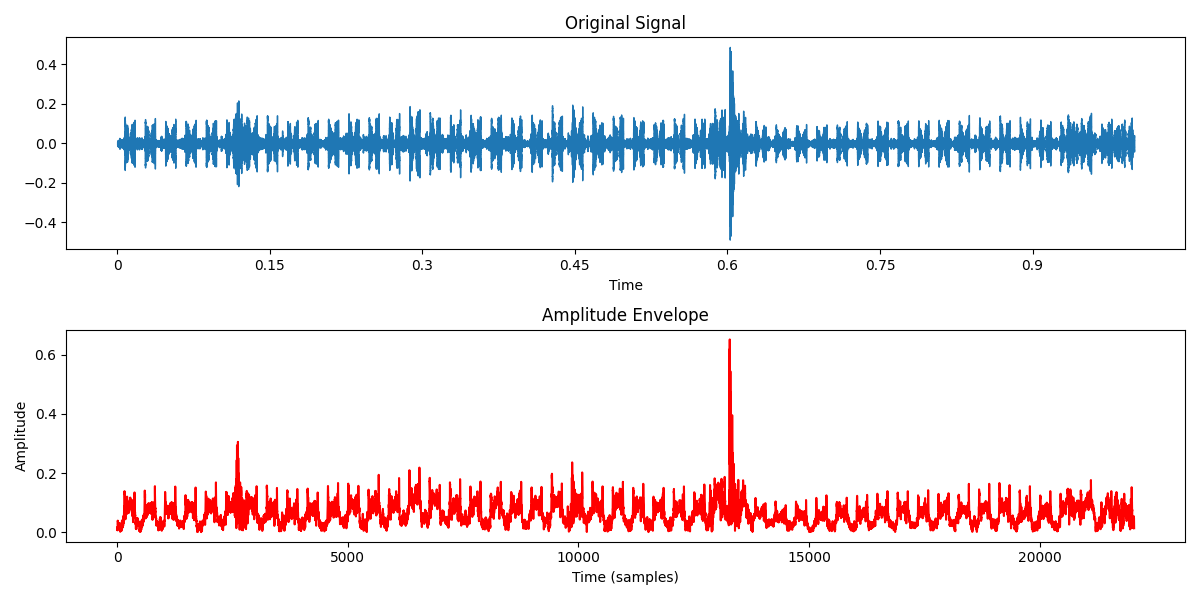 Original Signal
0.4
0.2
0.0
−0.2
−0.4
0 0.15 0.3 0.45 0.6 0.75 0.9
Time
Amplitude Envelope
Amplitude
0.6
0.4
0.2
0.0
0 5000 10000 15000 20000
Time (samples)